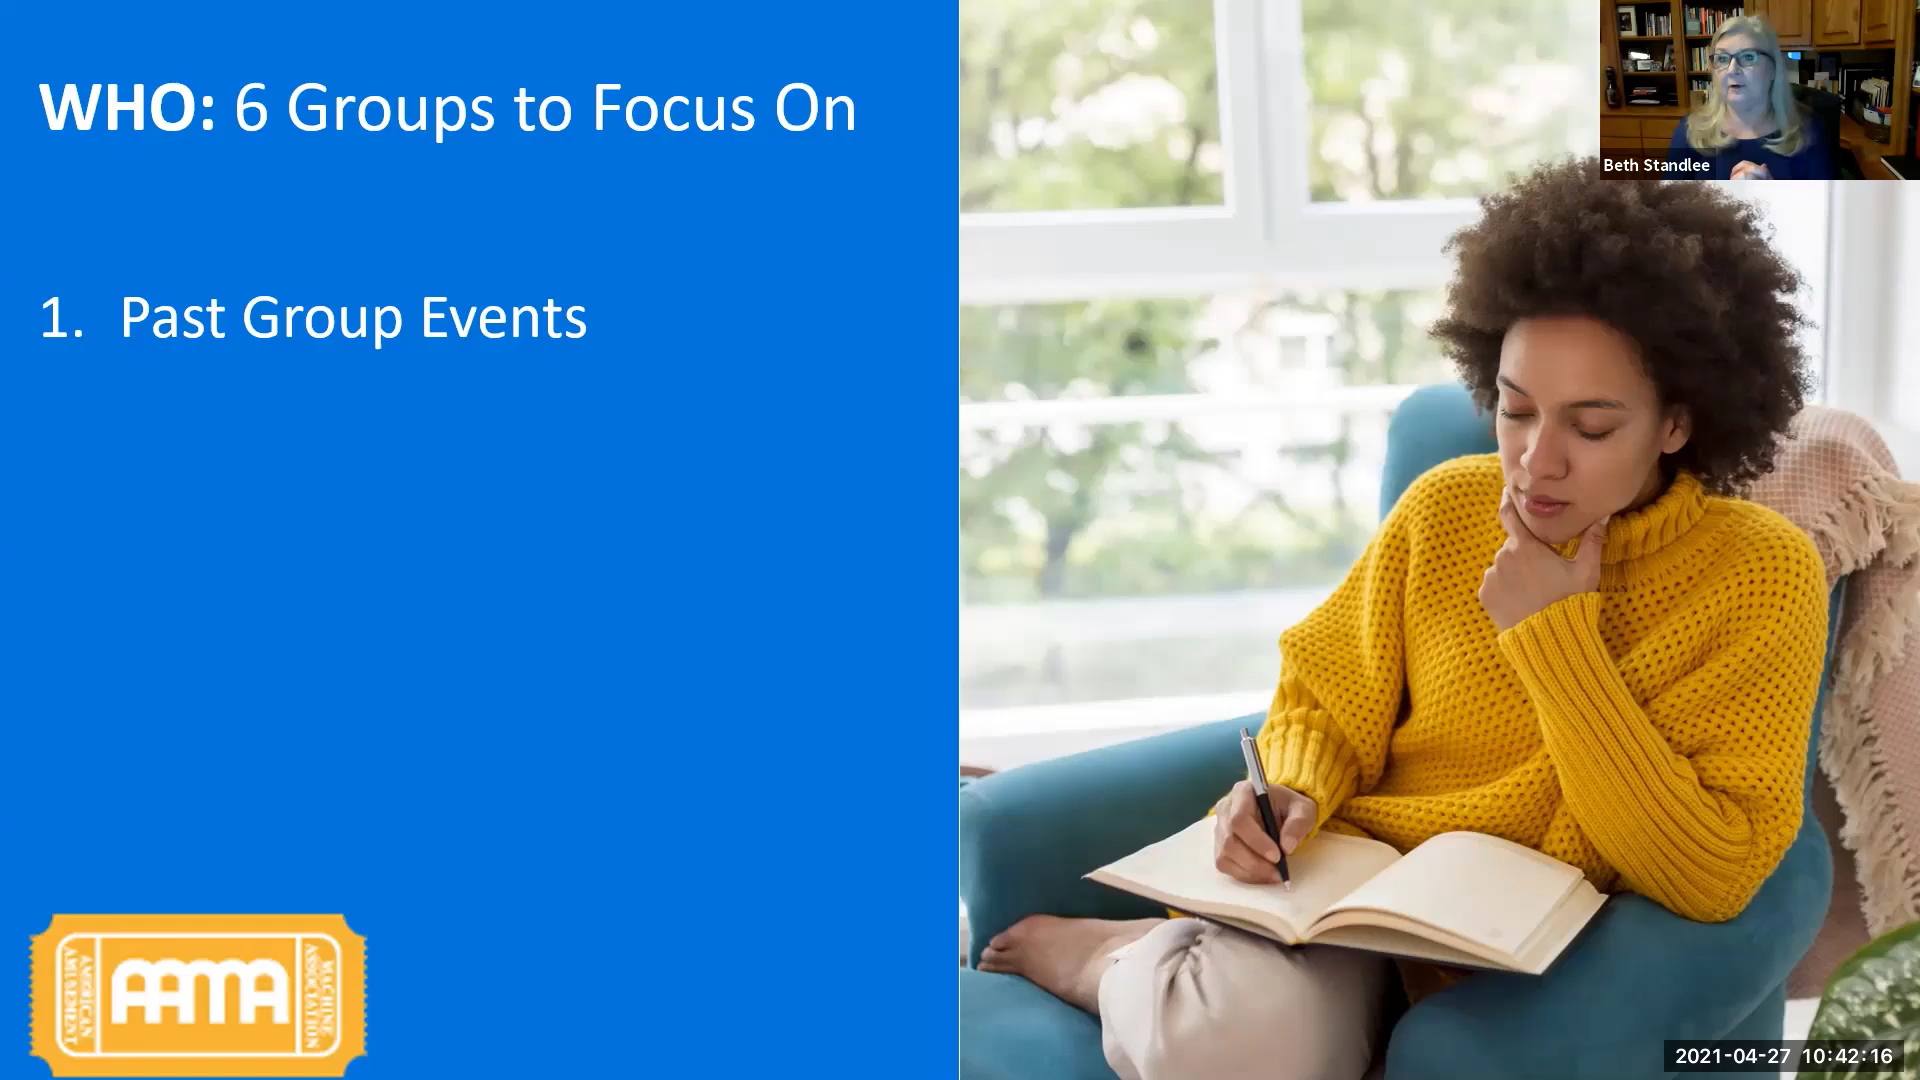 WHO: 6 Groups to Focus On
Beth Standlee
1. Past Group Events
AMERICAN
AMUSEMENT
AAMA
MACHINE
ASSOCIATION
2021-04-27 10:42:16